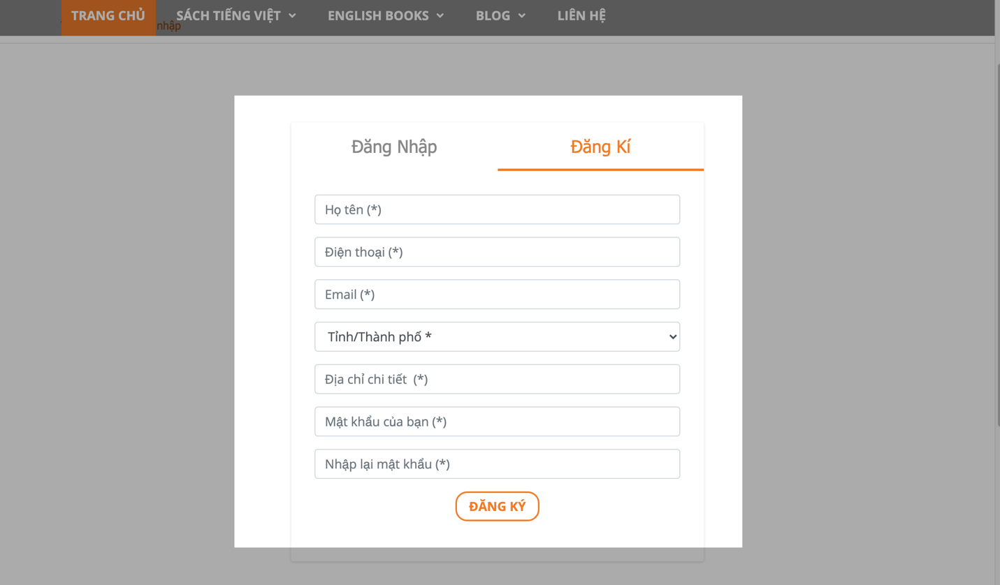 TRANG CHỦ SÁCH TIẾNG VIỆT ENGLISH BOOKS BLOG LIÊN HỆ
nhập
Đăng Nhập Đăng Kí
Họ tên (*)
Điện thoại (*)
Email (*)
Tỉnh/Thành phố *
Địa chỉ chi tiết (*)
Mật khẩu của bạn (*)
Nhập lại mật khẩu (*)
ĐĂNG KÝ